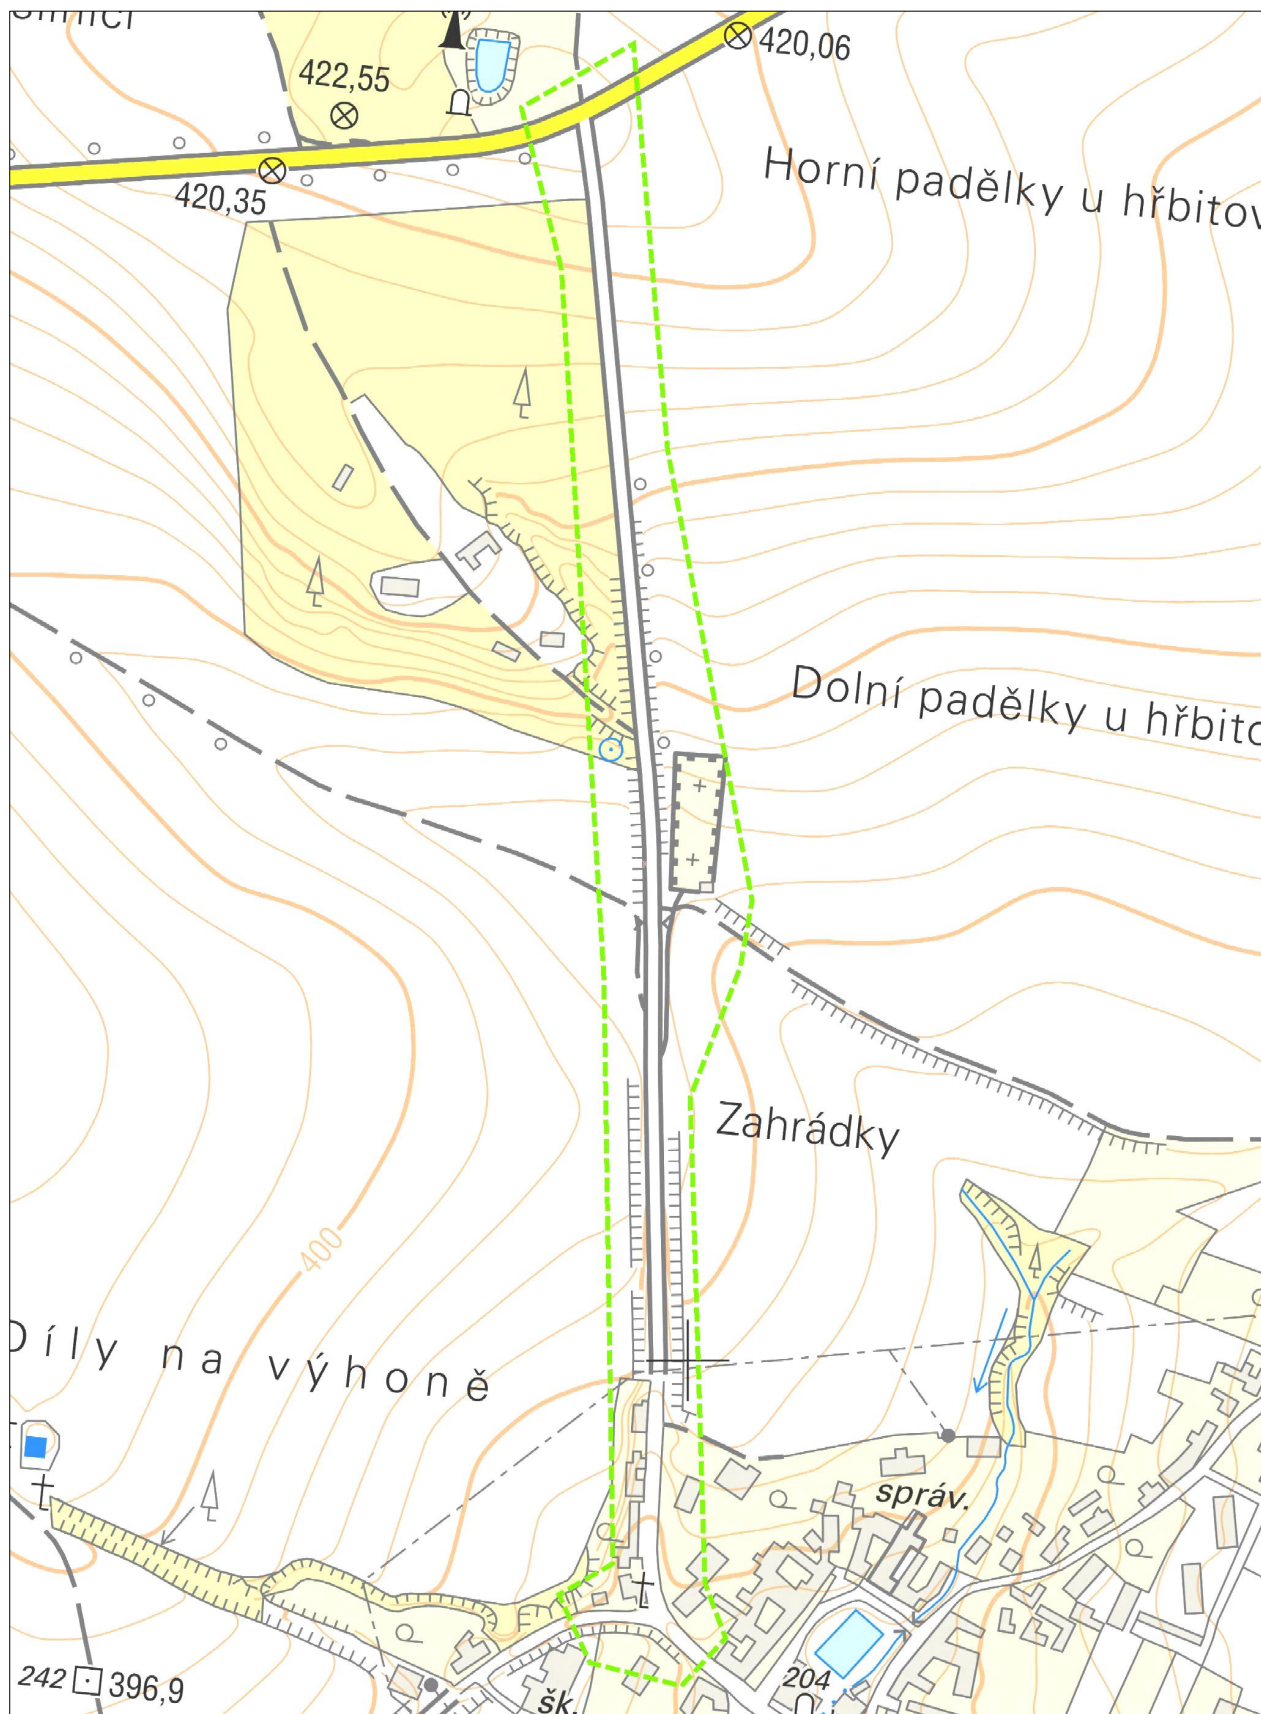 420,06
422,55
420,35
Horní padělky u hřbitov
Dolní padělky u hřbito
Zahrádky
400
Díly na výhoně
správ.
204
242
396,9
šk.